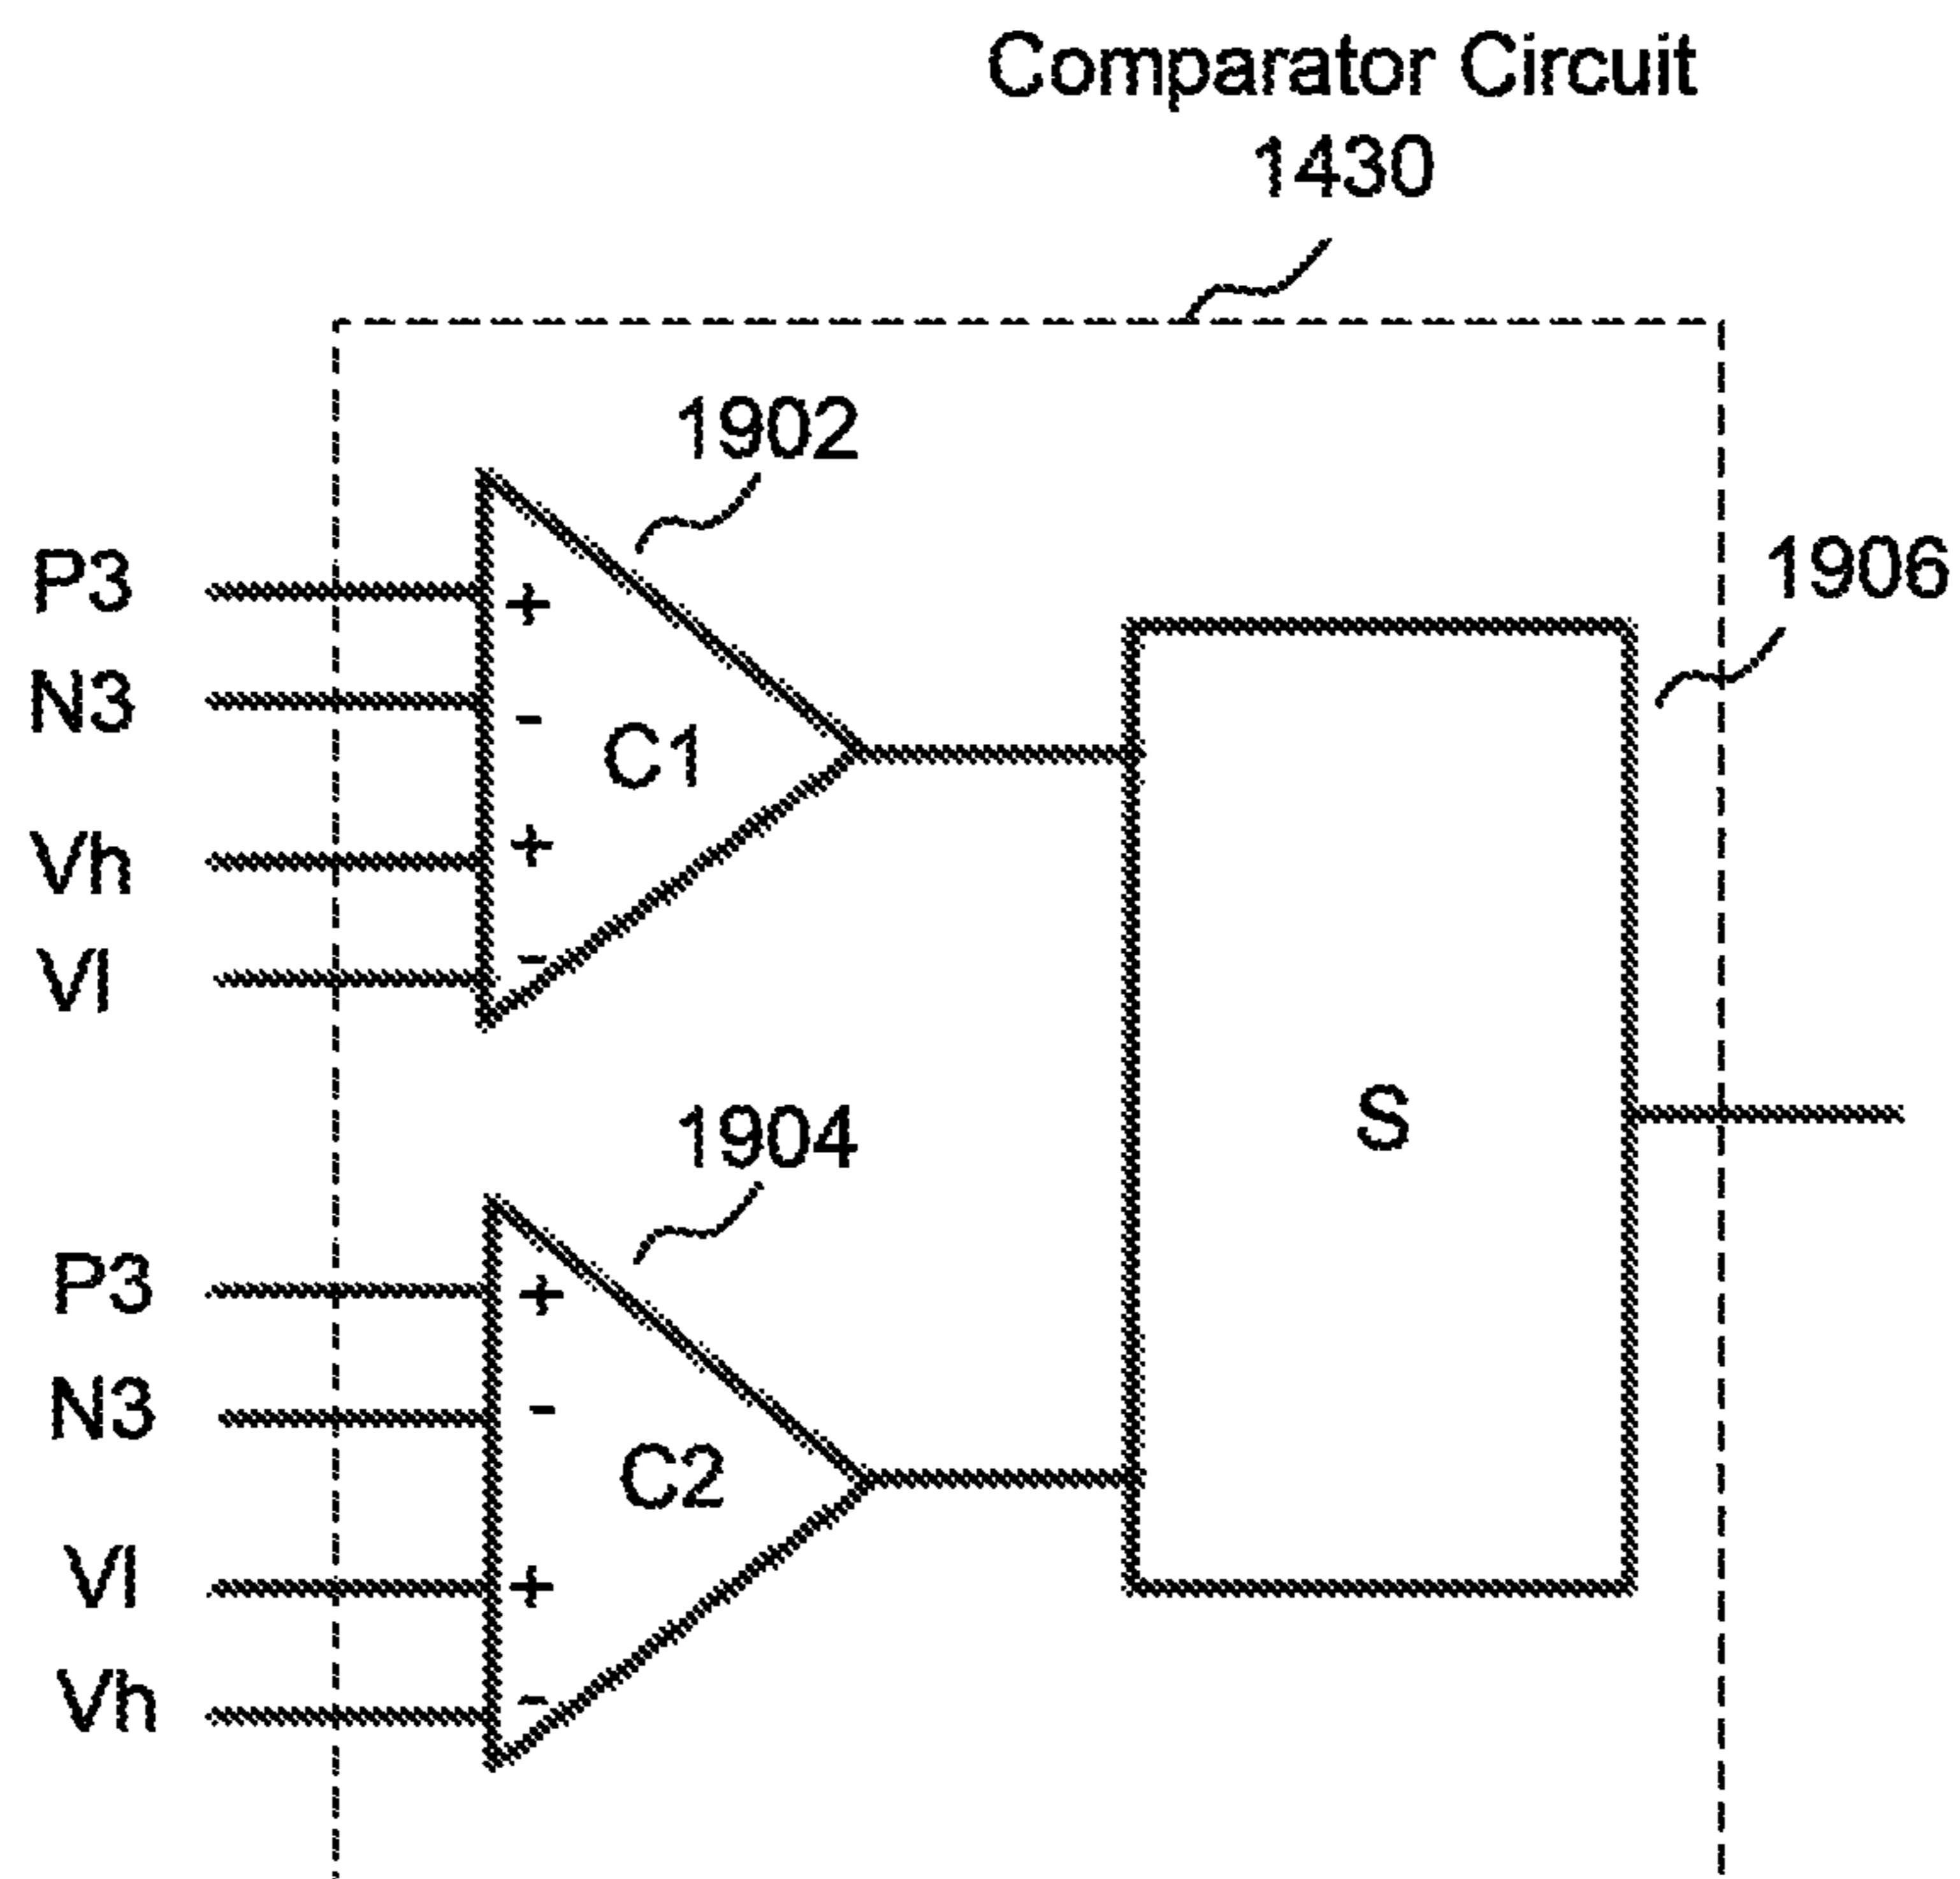 Comparator Circuit
1430
1902
1906
P3
+
N3
-
C1
Vh
+
Vl
-
S
1904
P3
+
N3
-
C2
Vl
+
Vh
-